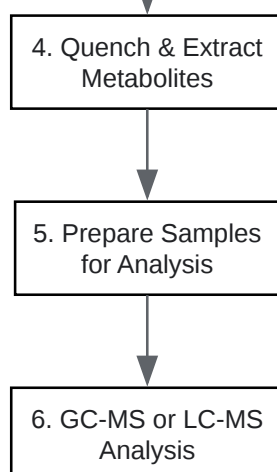 4. Quench & Extract
Metabolites
5. Prepare Samples
for Analysis
6. GC-MS or LC-MS
Analysis